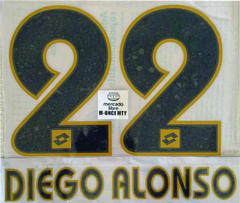 22
mercado
libre
M-ONCE MTY
DIEGO ALONSO